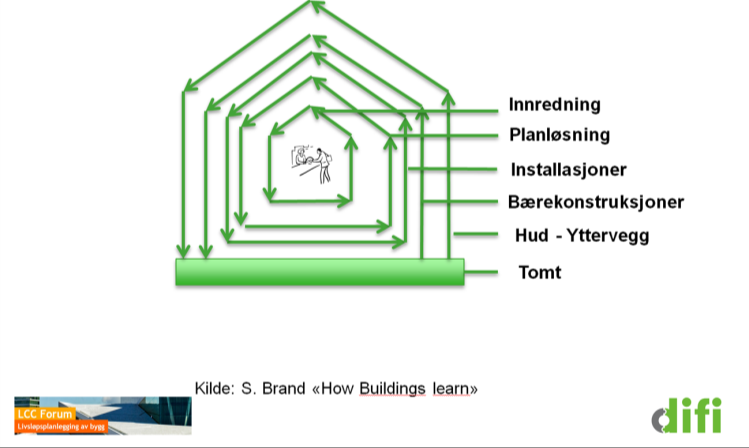 Innredning
Planløsning
Installasjoner
Bærekonstruksjoner
Hud - Yttervegg
Tomt
Kilde: S. Brand «How Buildings learn»
LCC Forum
Livsløpsplanlegging av bygg
difi